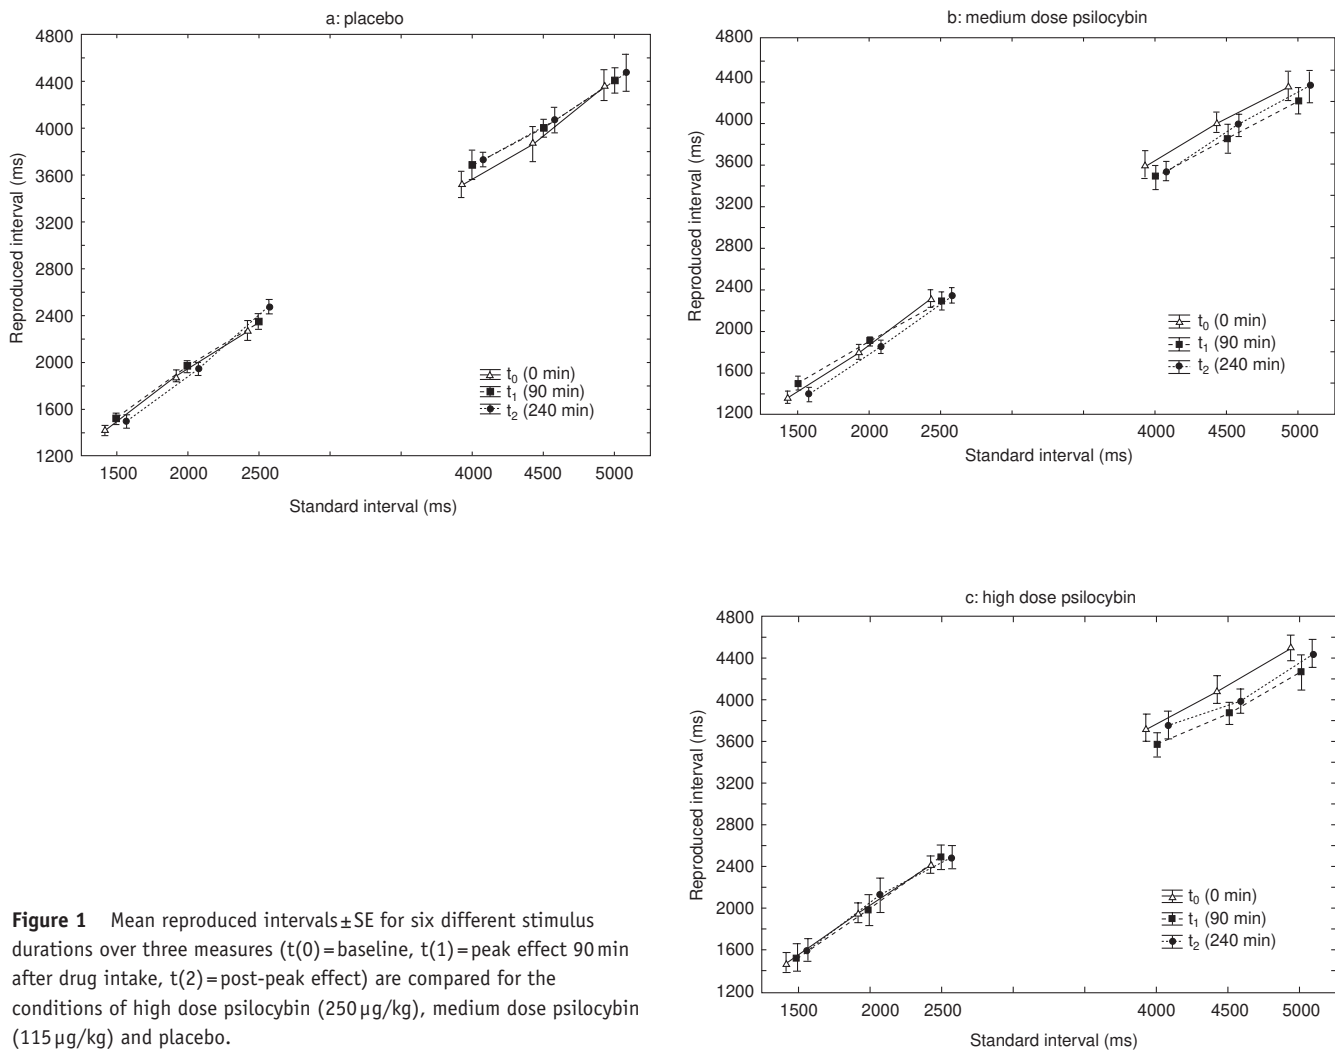 a: placebo
4800
4400
4000
3600
3200
2800
2400
2000
1600
1200
Reproduced interval (ms)
t0 (0 min)
t1 (90 min)
t2 (240 min)
1500 2000 2500 4000 4500 5000
Standard interval (ms)
b: medium dose psilocybin
4800
4400
4000
3600
3200
2800
2400
2000
1600
1200
Reproduced interval (ms)
t0 (0 min)
t1 (90 min)
t2 (240 min)
1500 2000 2500 4000 4500 5000
Standard interval (ms)
c: high dose psilocybin
4800
4400
4000
3600
3200
2800
2400
2000
1600
1200
Reproduced interval (ms)
t0 (0 min)
t1 (90 min)
t2 (240 min)
1500 2000 2500 4000 4500 5000
Standard interval (ms)
Figure 1 Mean reproduced intervals±SE for six different stimulus
durations over three measures (t(0)=baseline, t(1)=peak effect 90 min
after drug intake, t(2)=post-peak effect) are compared for the
conditions of high dose psilocybin (250 µg/kg), medium dose psilocybin
(115 µg/kg) and placebo.